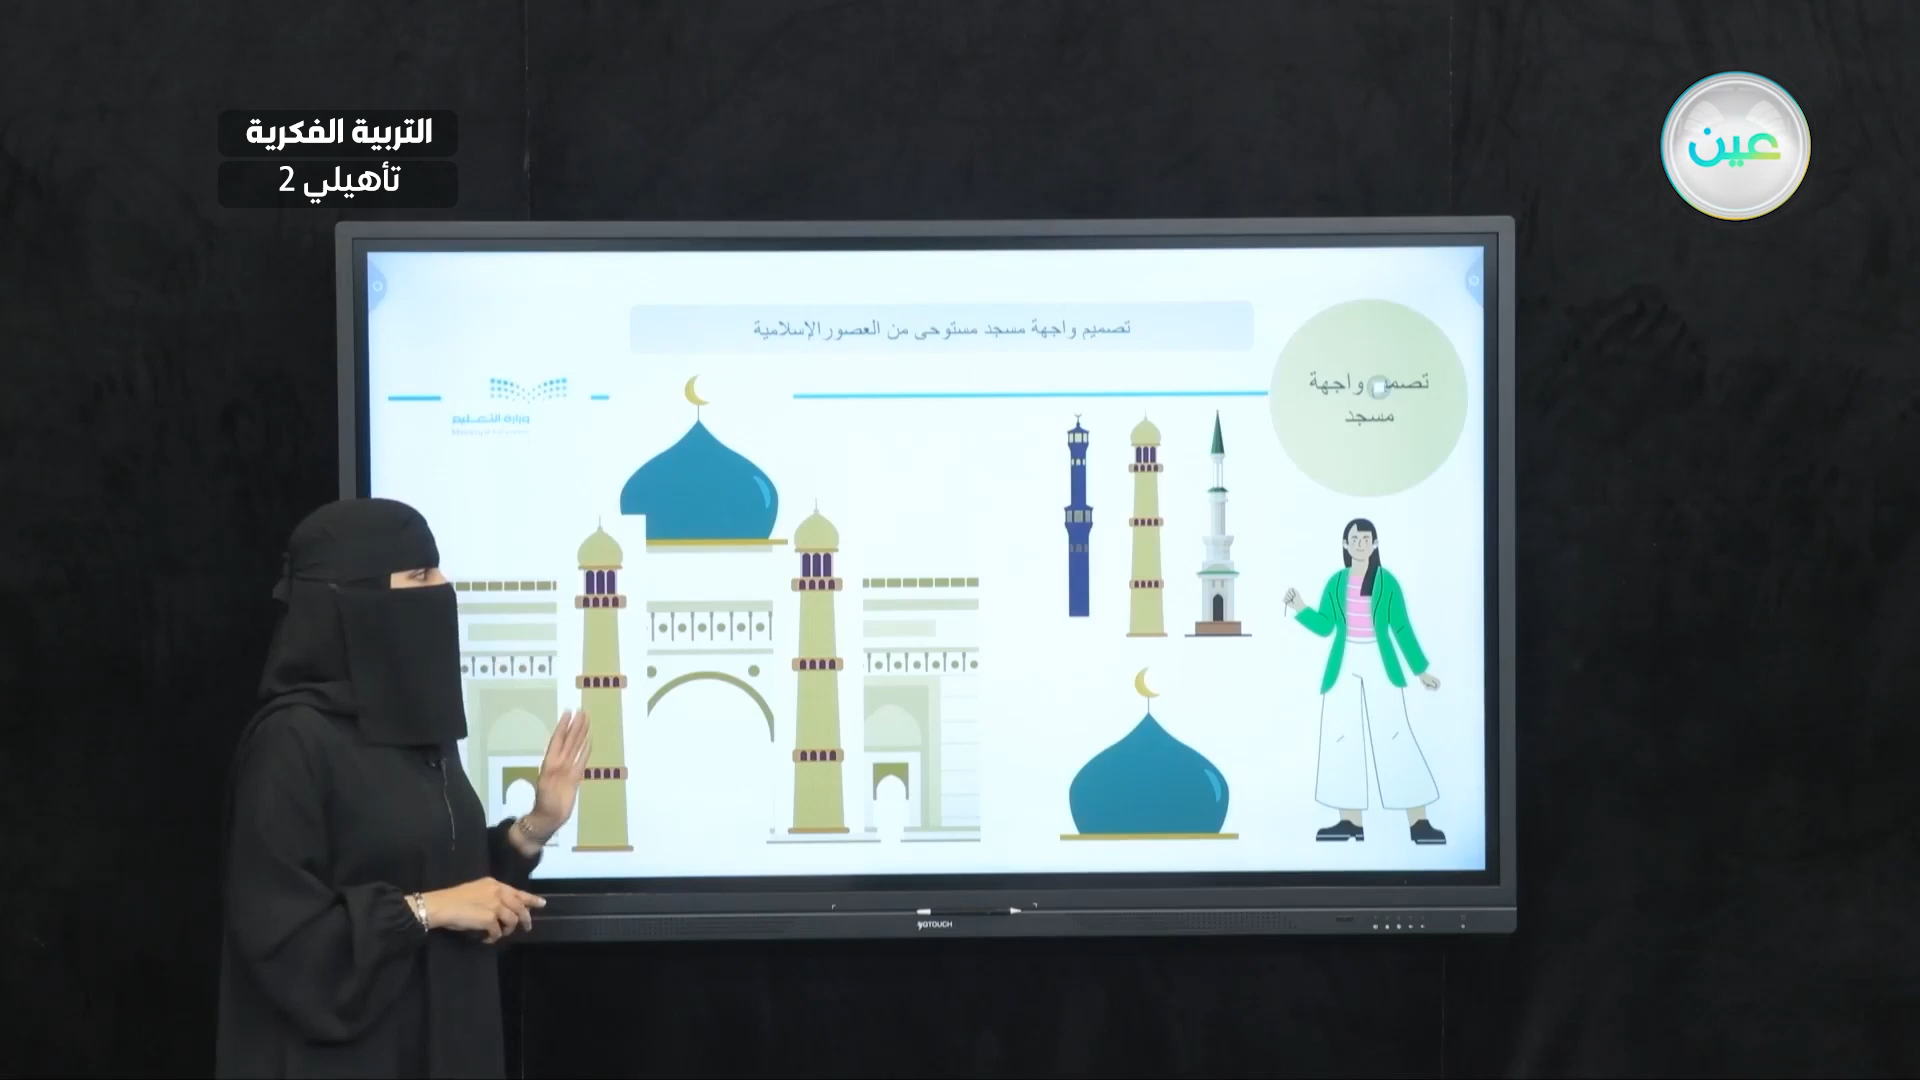 التربية الفكرية
تأهيلي 2
عين
تصميم واجهة مسجد مستوحى من العصور الإسلامية
تصميم واجهة
مسجد
وزارة التعليم